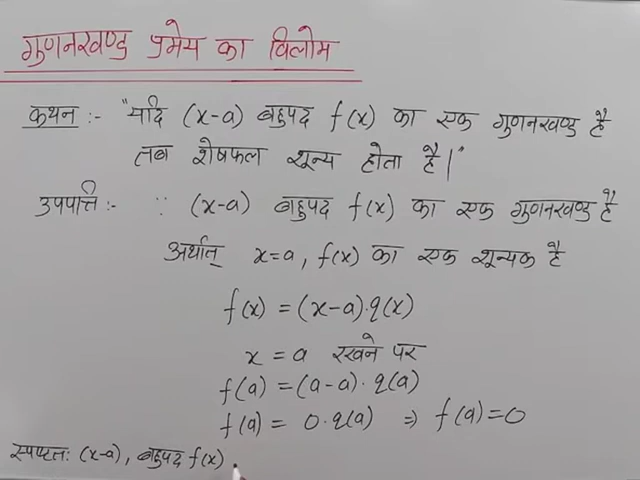 गुणनखण्ड प्रमेय का विलोम
कथन :- "यदि (x-a) बहुपद f(x) का एक गुणनखण्ड है
तब शेषफल शून्य होता है|"
उपपत्ति :- ∵ (x-a) बहुपद f(x) का एक गुणनखण्ड है
अर्थात् x=a, f(x) का एक शून्यक है
f(x) = (x-a)·q(x)
x = a रखने पर
f(a) = (a-a)·q(a)
f(a) = 0·q(a) ⇒ f(a)=0
स्पष्टतः (x-a), बहुपद f(x)